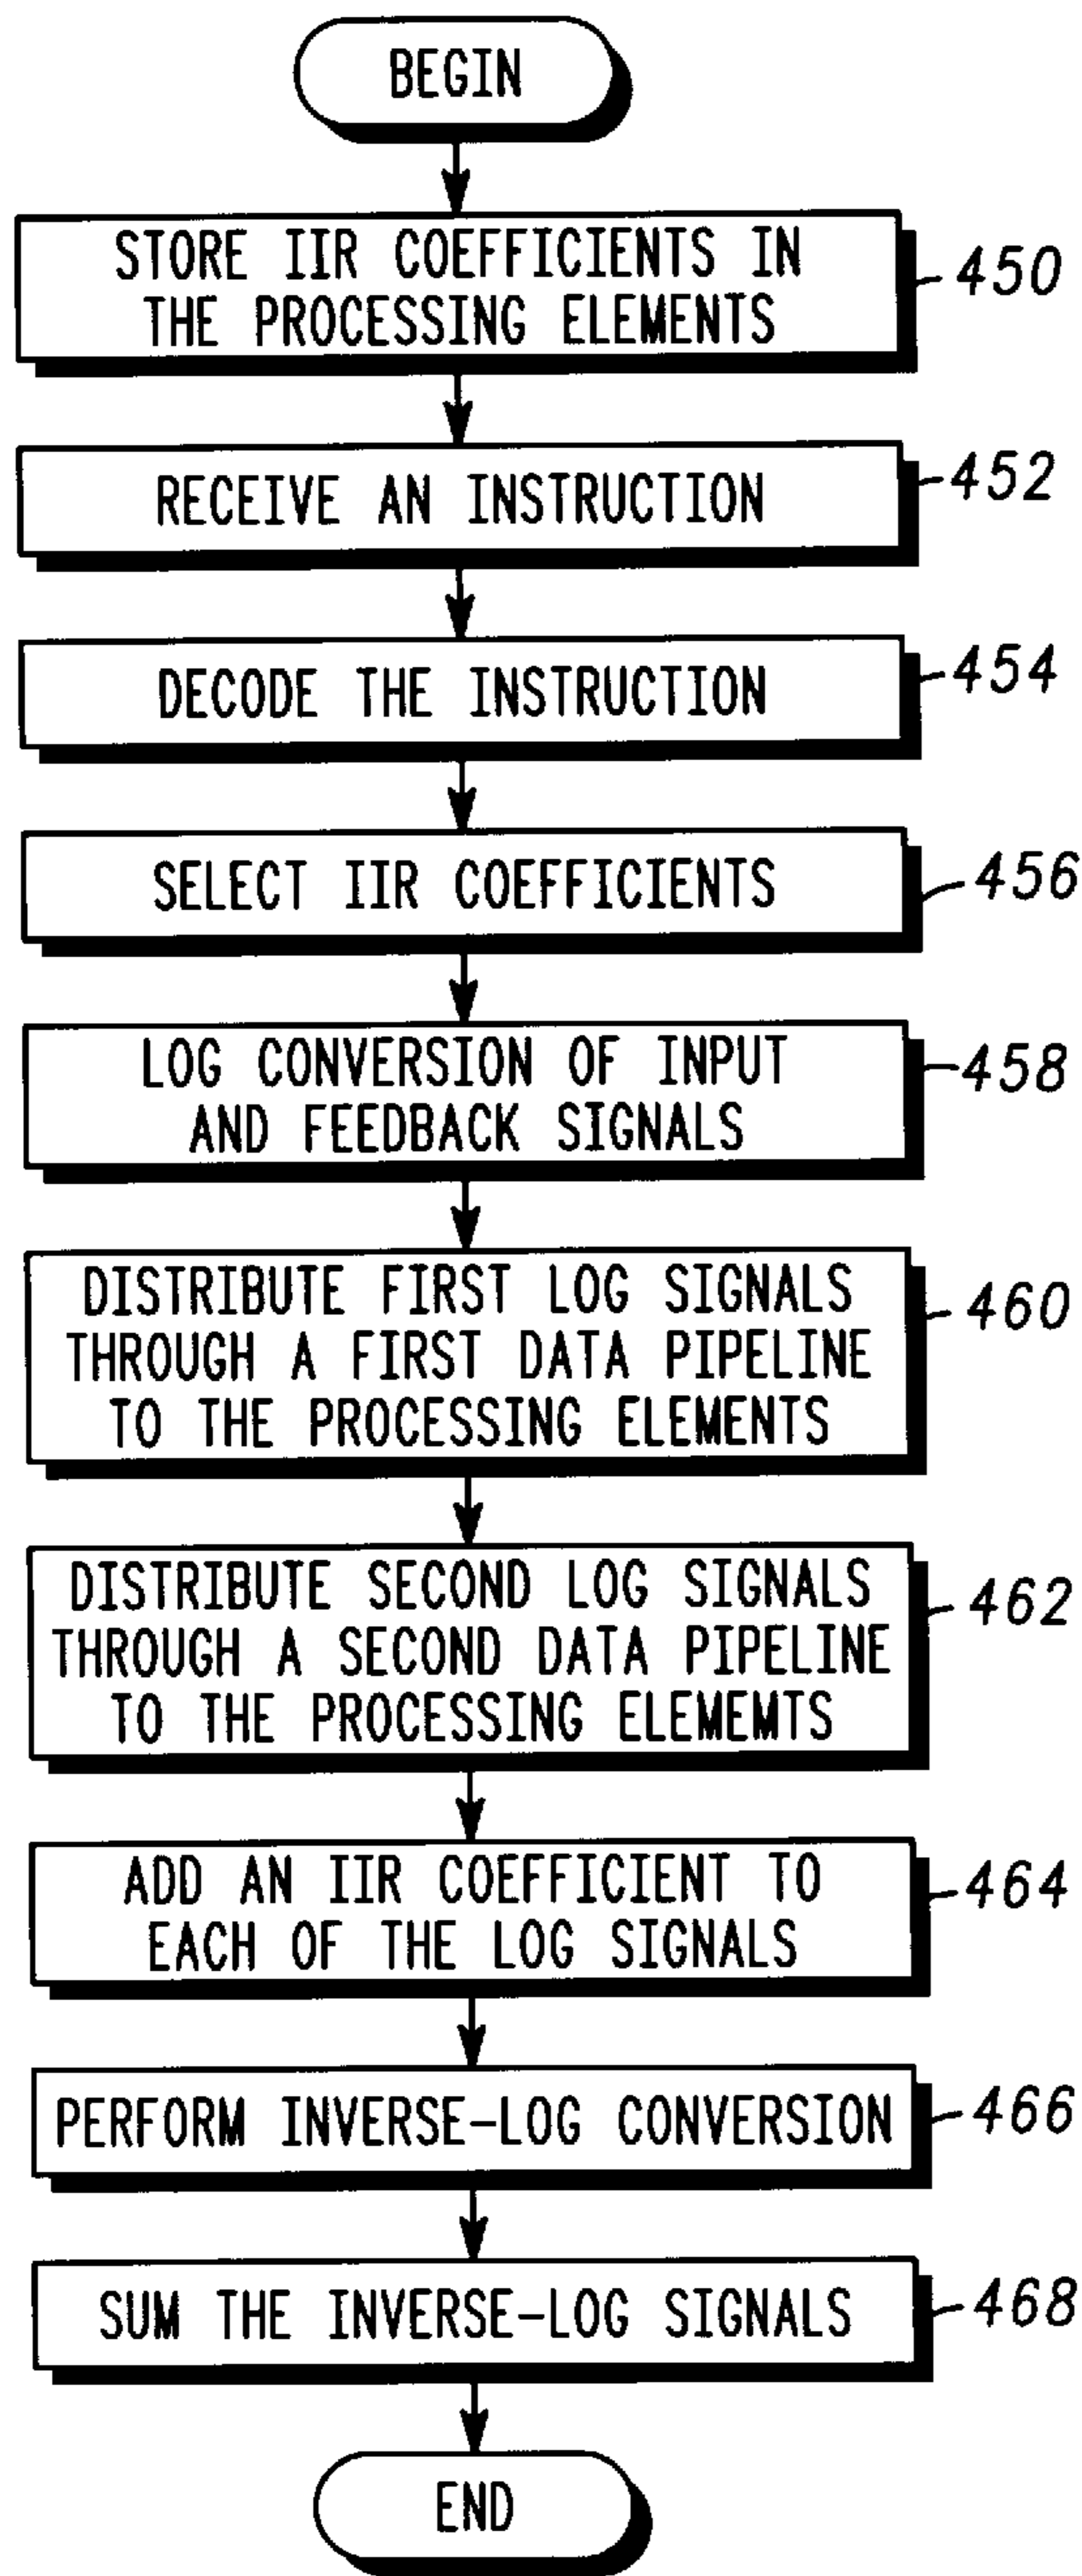 BEGIN
STORE IIR COEFFICIENTS IN
THE PROCESSING ELEMENTS
450
RECEIVE AN INSTRUCTION
452
DECODE THE INSTRUCTION
454
SELECT IIR COEFFICIENTS
456
LOG CONVERSION OF INPUT
AND FEEDBACK SIGNALS
458
DISTRIBUTE FIRST LOG SIGNALS
THROUGH A FIRST DATA PIPELINE
TO THE PROCESSING ELEMENTS
460
DISTRIBUTE SECOND LOG SIGNALS
THROUGH A SECOND DATA PIPELINE
TO THE PROCESSING ELEMEMTS
462
ADD AN IIR COEFFICIENT TO
EACH OF THE LOG SIGNALS
464
PERFORM INVERSE-LOG CONVERSION
466
SUM THE INVERSE-LOG SIGNALS
468
END